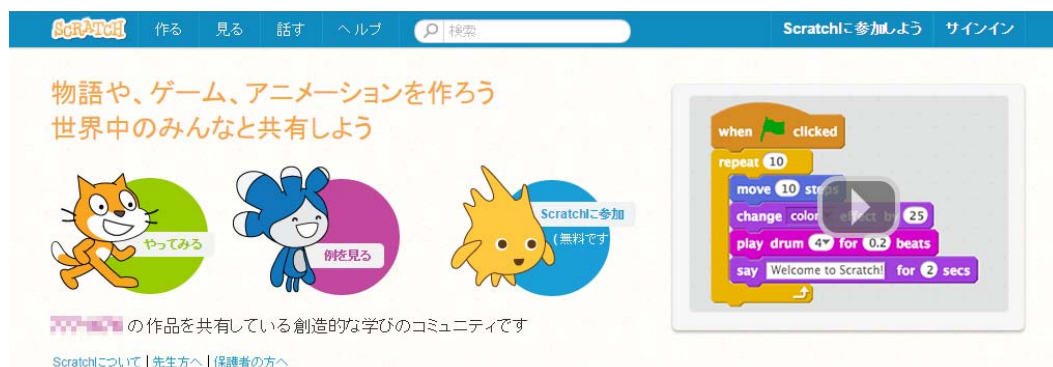 SCRATCH 作る 見る 話す ヘルプ 検索 Scratchに参加しよう サインイン
物語や、ゲーム、アニメーションを作ろう
世界中のみんなと共有しよう
やってみる
例を見る
Scratchに参加
(無料です
when clicked
repeat 10
move 10 steps
change color effect by 25
play drum 4 for 0.2 beats
say Welcome to Scratch! for 2 secs
の作品を共有している創造的な学びのコミュニティです
Scratchについて | 先生方へ | 保護者の方へ